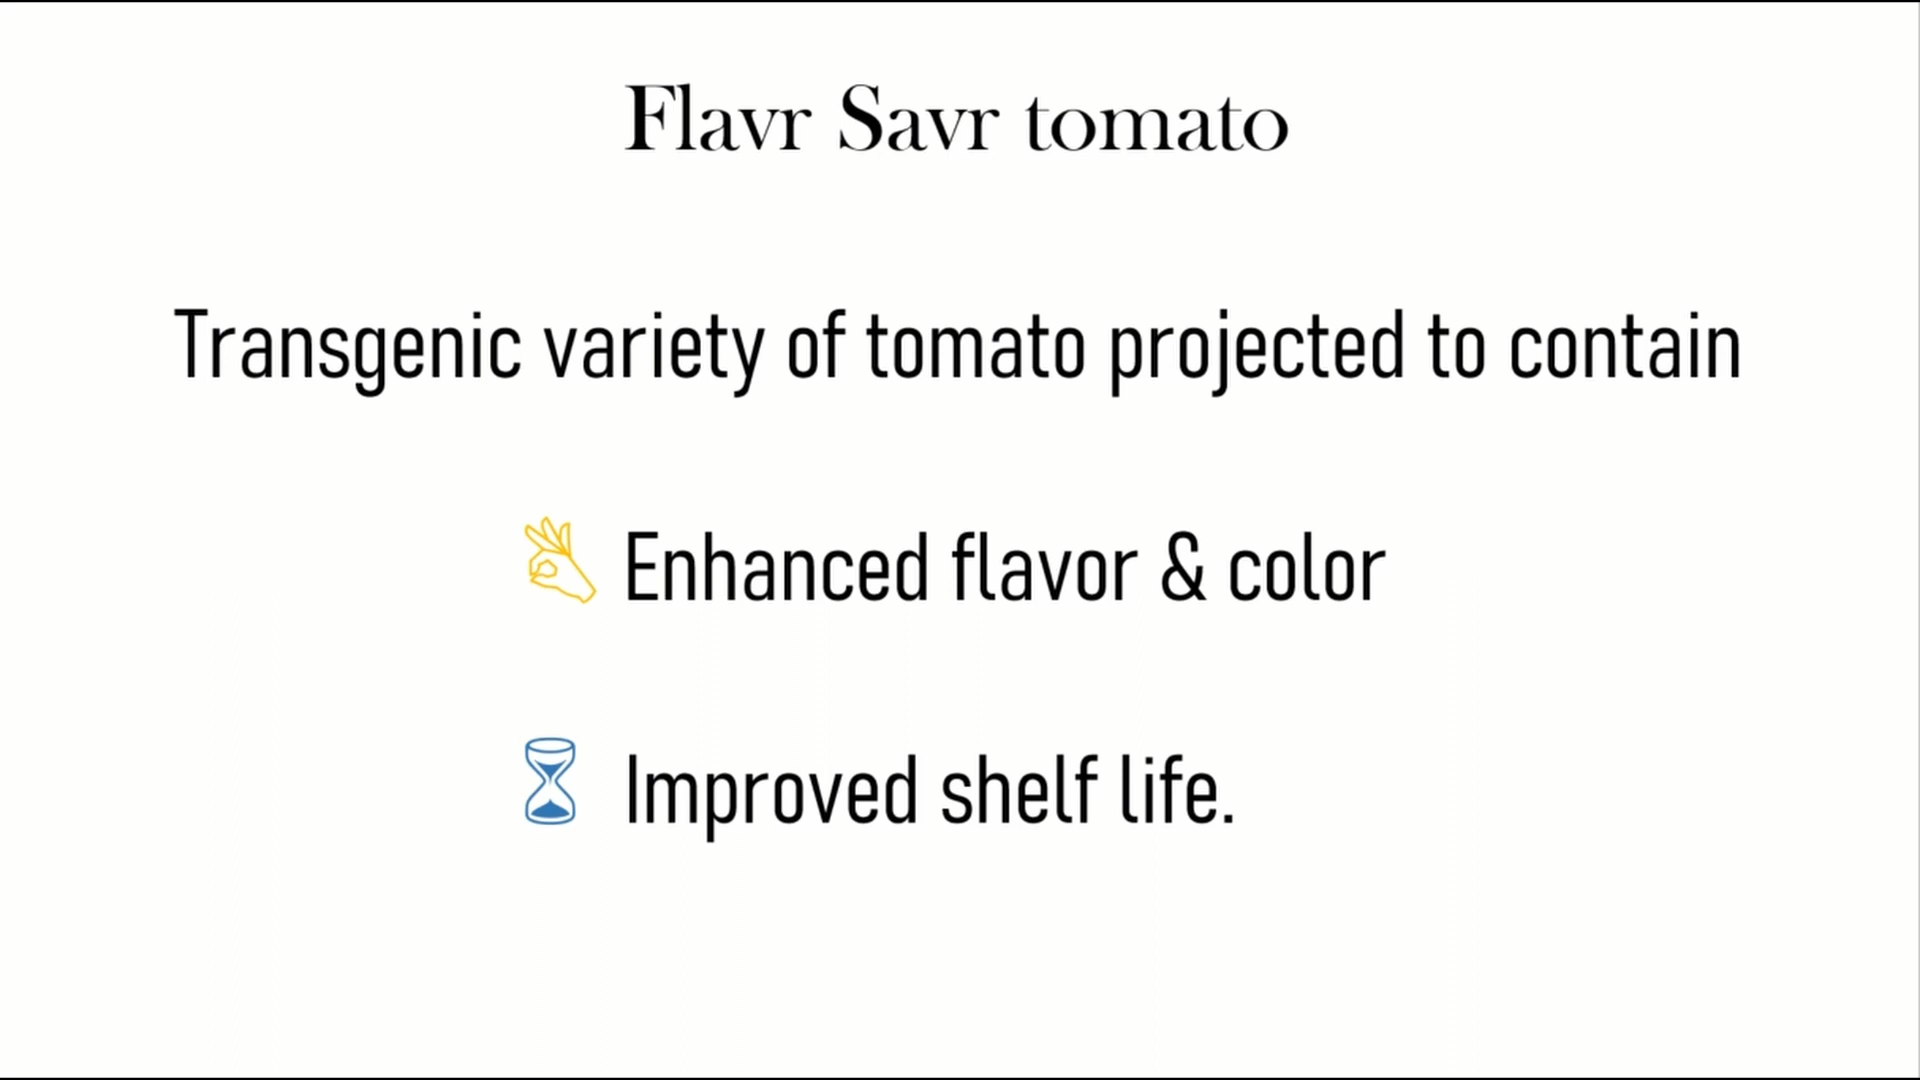 Flavr Savr tomato
Transgenic variety of tomato projected to contain
Enhanced flavor & color
Improved shelf life.